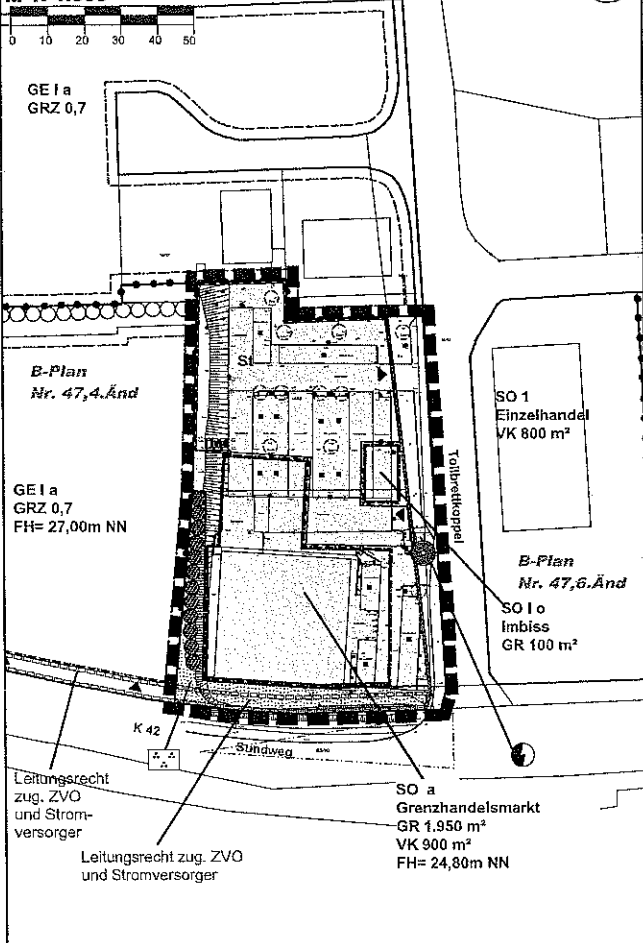 0 10 20 30 40 50
GE I a
GRZ 0,7
St
B-Plan
Nr. 47,4.Änd
SO 1
Einzelhandel
VK 800 m²
Tollbrettkoppel
GE I a
GRZ 0,7
FH= 27,00m NN
B-Plan
Nr. 47,6.Änd
SO I o
Imbiss
GR 100 m²
K 42
Sundweg
Leitungsrecht
zug. ZVO
und Strom-
versorger
SO a
Grenzhandelsmarkt
GR 1.950 m²
VK 900 m²
FH= 24,80m NN
Leitungsrecht zug. ZVO
und Stromversorger